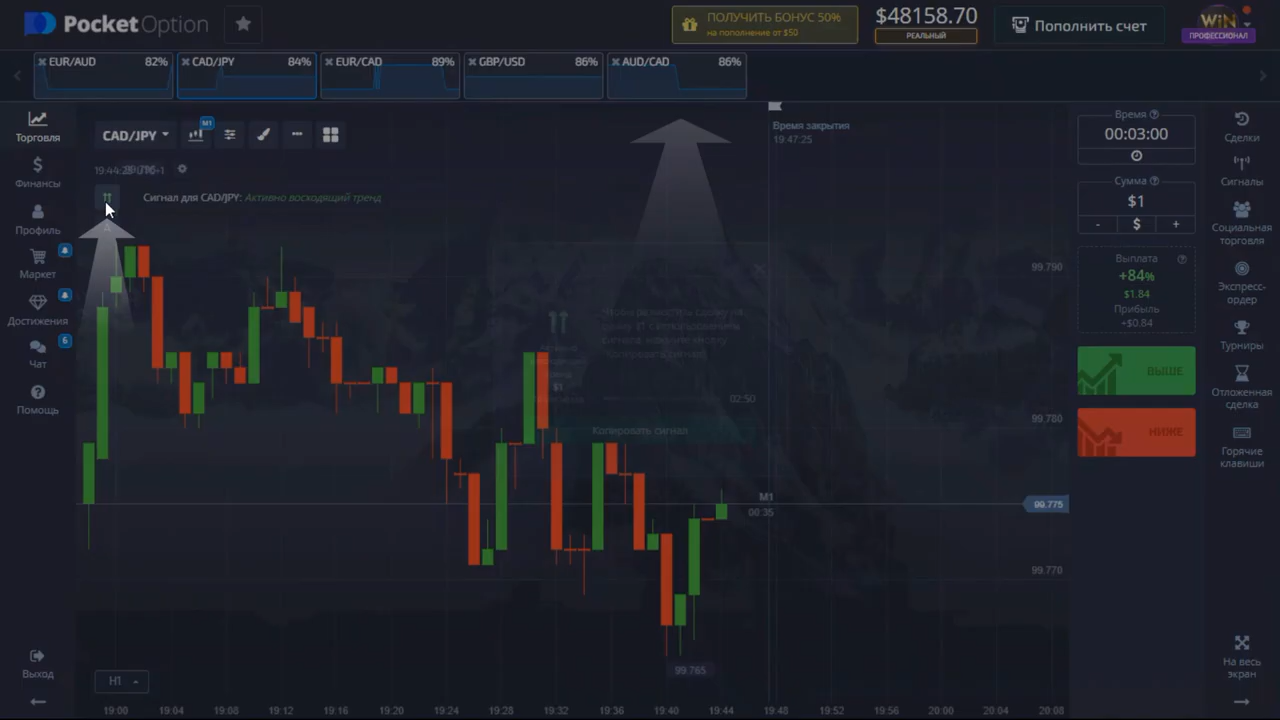 PocketOption
ПОЛУЧИТЬ БОНУС 50%
на пополнение от $50
$48158.70
РЕАЛЬНЫЙ
Пополнить счет
WiN
ПРОФЕССИОНАЛ
EUR/AUD 82%
CAD/JPY 84%
EUR/CAD 89%
GBP/USD 86%
AUD/CAD 86%
Торговля
Финансы
Профиль
Маркет
Достижения
Чат
6
Помощь
Выход
CAD/JPY
M1
Сигнал для CAD/JPY: Активно восходящий тренд
Время закрытия
19:47:25
99.790
99.780
99.775
99.770
99 765
M1
00:35
02:50
Копировать сигнал
$1
H1
19:00 19:04 19:08 19:12 19:16 19:20 19:24 19:28 19:32 19:36 19:40 19:44 19:48 19:52 19:56 20:00 20:04 20:08
Время
00:03:00
Сумма
$1
- $ +
Выплата
+84%
$1.84
Прибыль
+$0.84
ВЫШЕ
НИЖЕ
Сделки
Сигналы
Социальная
торговля
Экспресс-
ордер
Турниры
Отложенная
сделка
Горячие
клавиши
На весь
экран